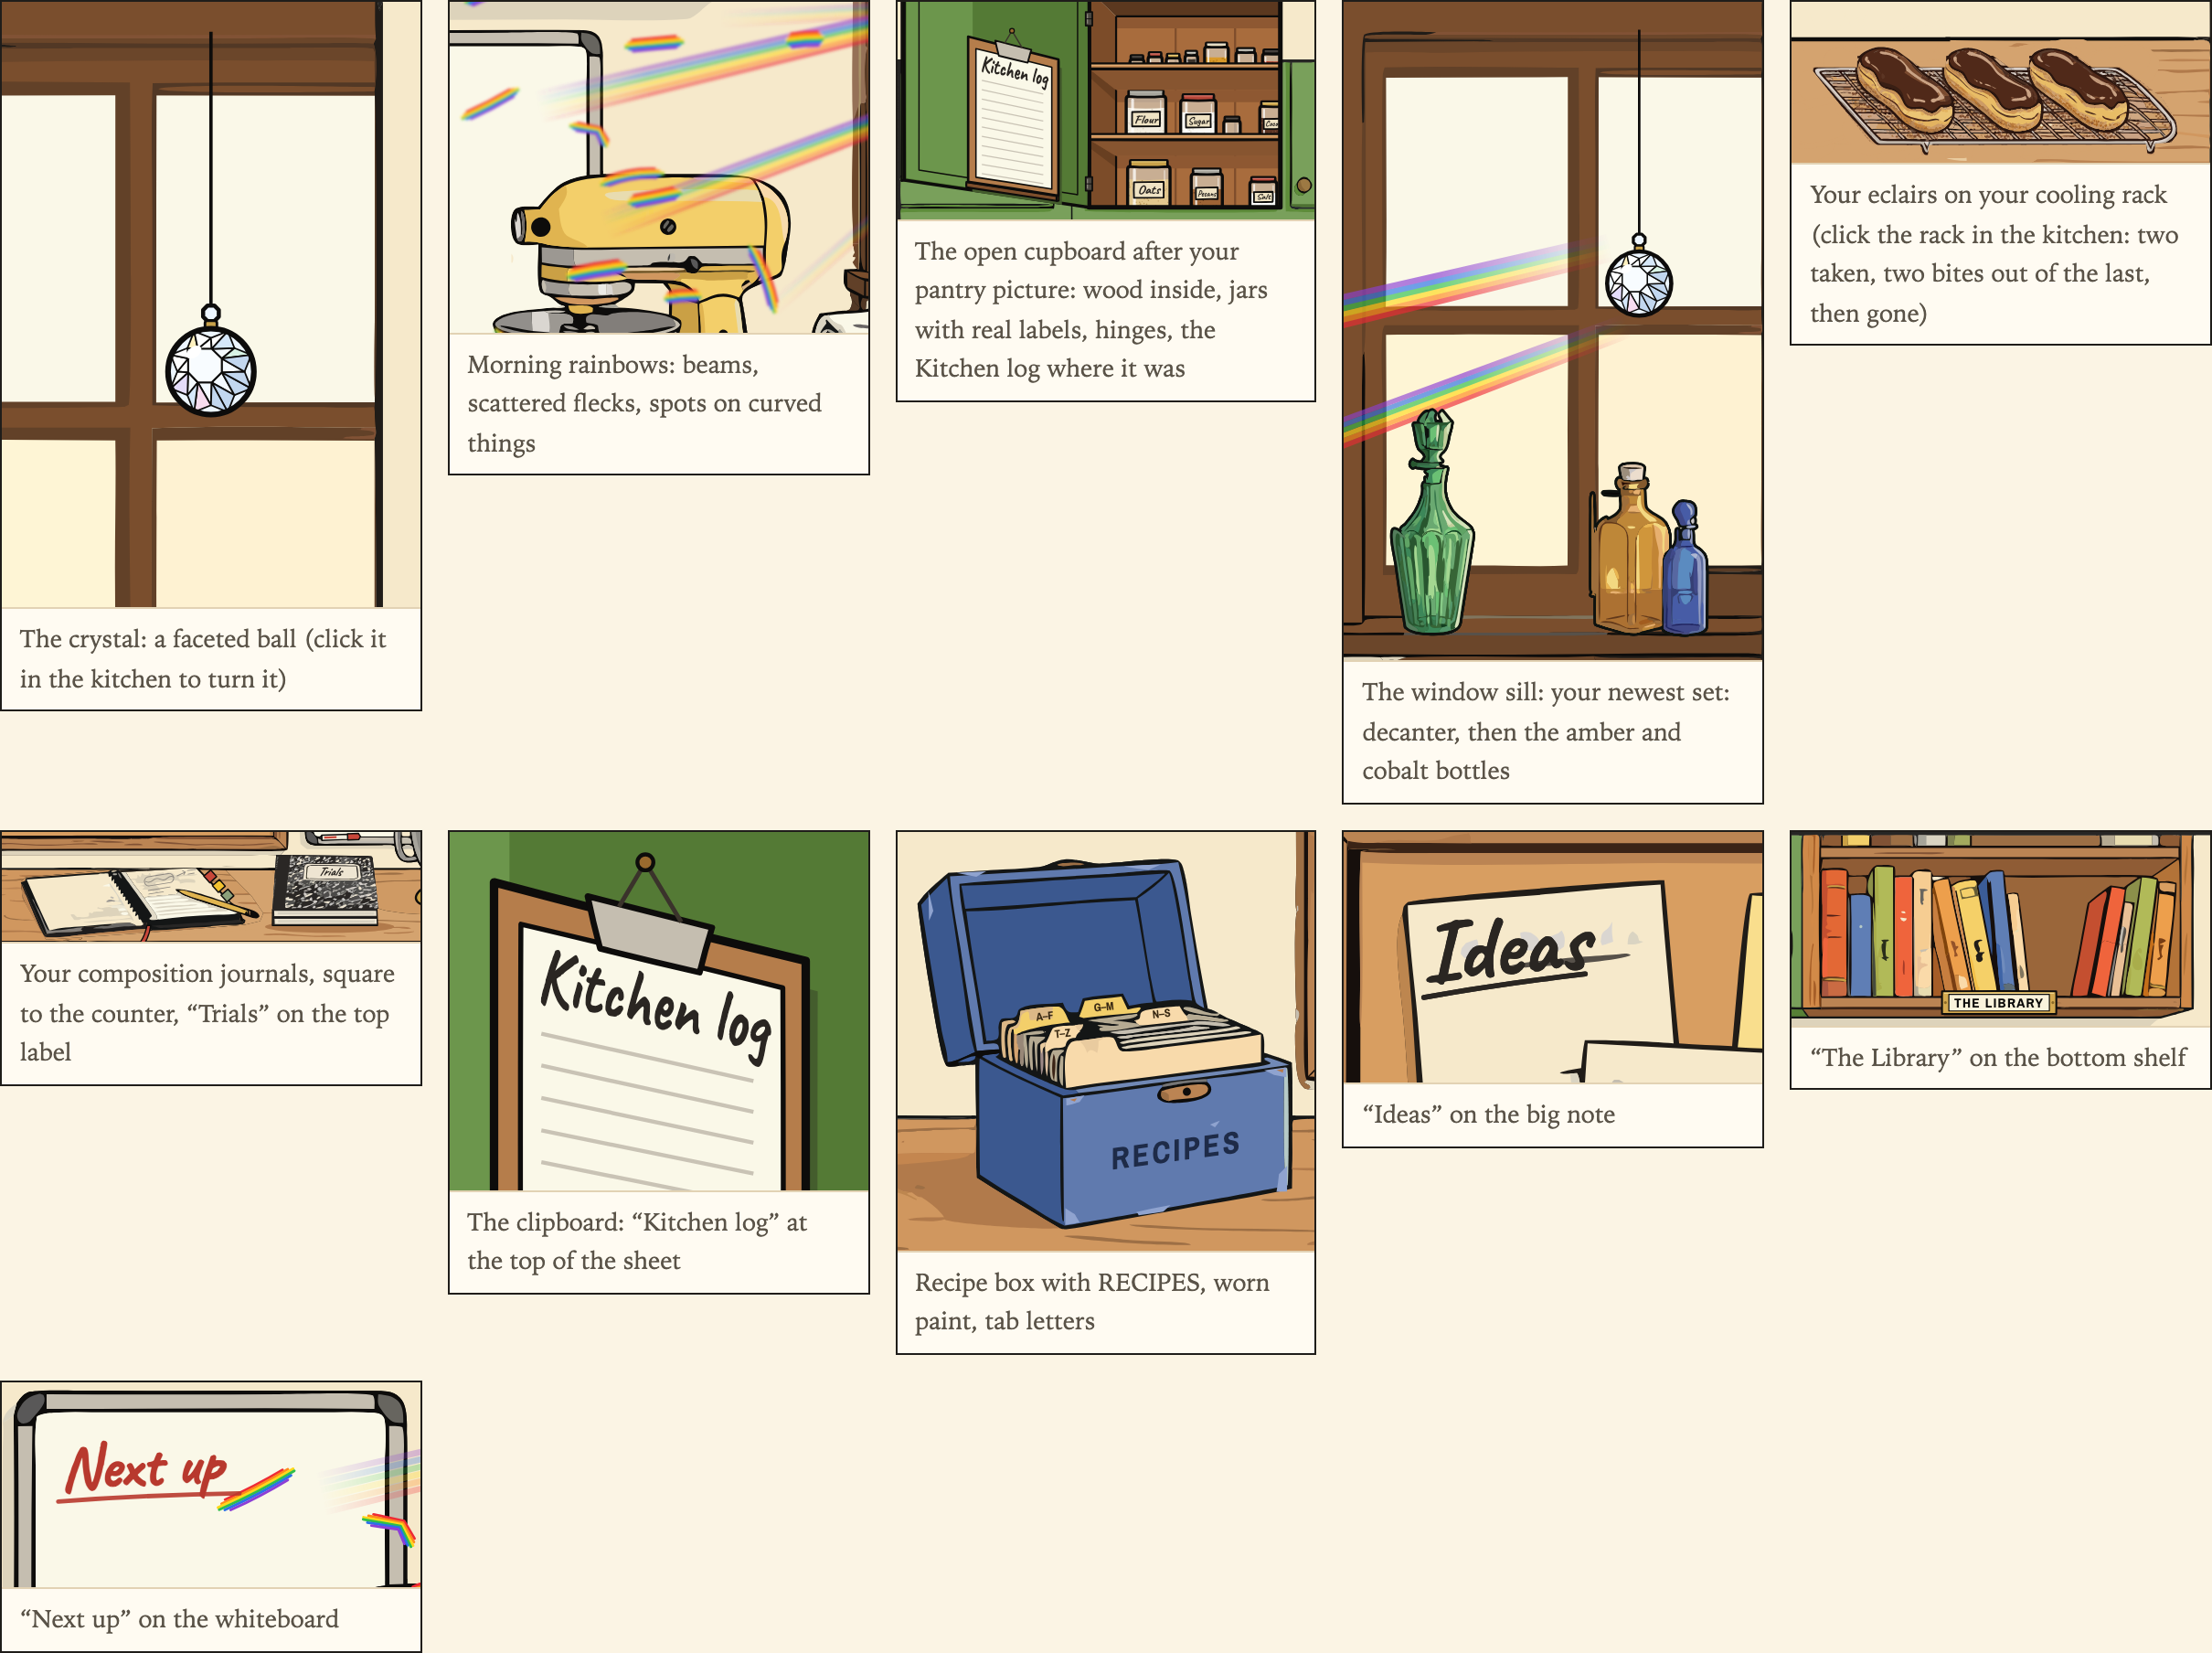 The crystal: a faceted ball (click it
in the kitchen to turn it)
Morning rainbows: beams,
scattered flecks, spots on curved
things
Kitchen log
Flour
Sugar
Oats
Pecans
Salt
The open cupboard after your
pantry picture: wood inside, jars
with real labels, hinges, the
Kitchen log where it was
The window sill: your newest set:
decanter, then the amber and
cobalt bottles
Your eclairs on your cooling rack
(click the rack in the kitchen: two
taken, two bites out of the last,
then gone)
Trials
Your composition journals, square
to the counter, “Trials” on the top
label
Kitchen log
The clipboard: “Kitchen log” at
the top of the sheet
A–F
G–M
N–S
T–Z
RECIPES
Recipe box with RECIPES, worn
paint, tab letters
Ideas
“Ideas” on the big note
THE LIBRARY
“The Library” on the bottom shelf
Next up
“Next up” on the whiteboard